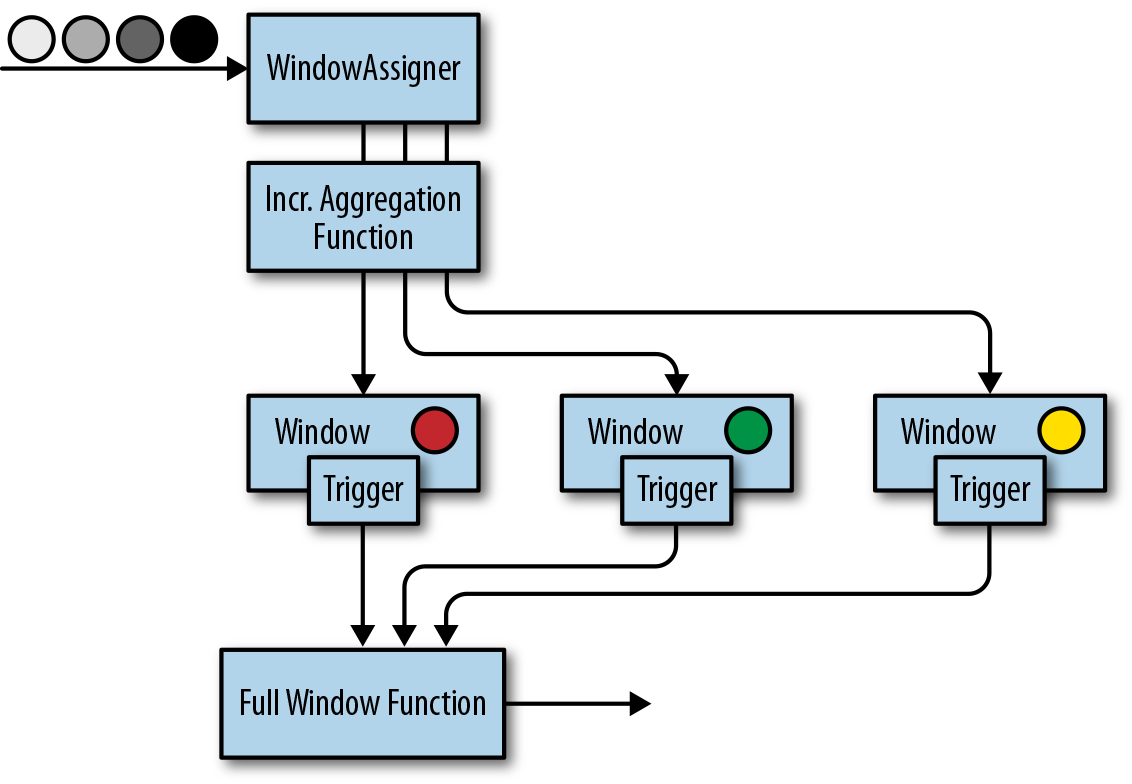 WindowAssigner
Incr. Aggregation
Function
Window
Window
Window
Trigger
Trigger
Trigger
Full Window Function